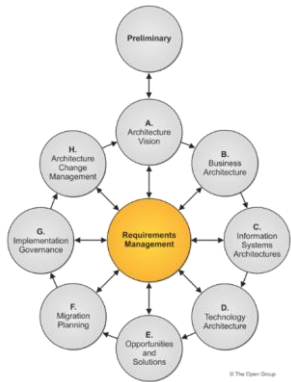 Preliminary
A.
Architecture
Vision
H.
Architecture
Change
Management
B.
Business
Architecture
G.
Implementation
Governance
Requirements
Management
C.
Information
Systems
Architectures
F.
Migration
Planning
D.
Technology
Architecture
E.
Opportunities
and
Solutions
© The Open Group